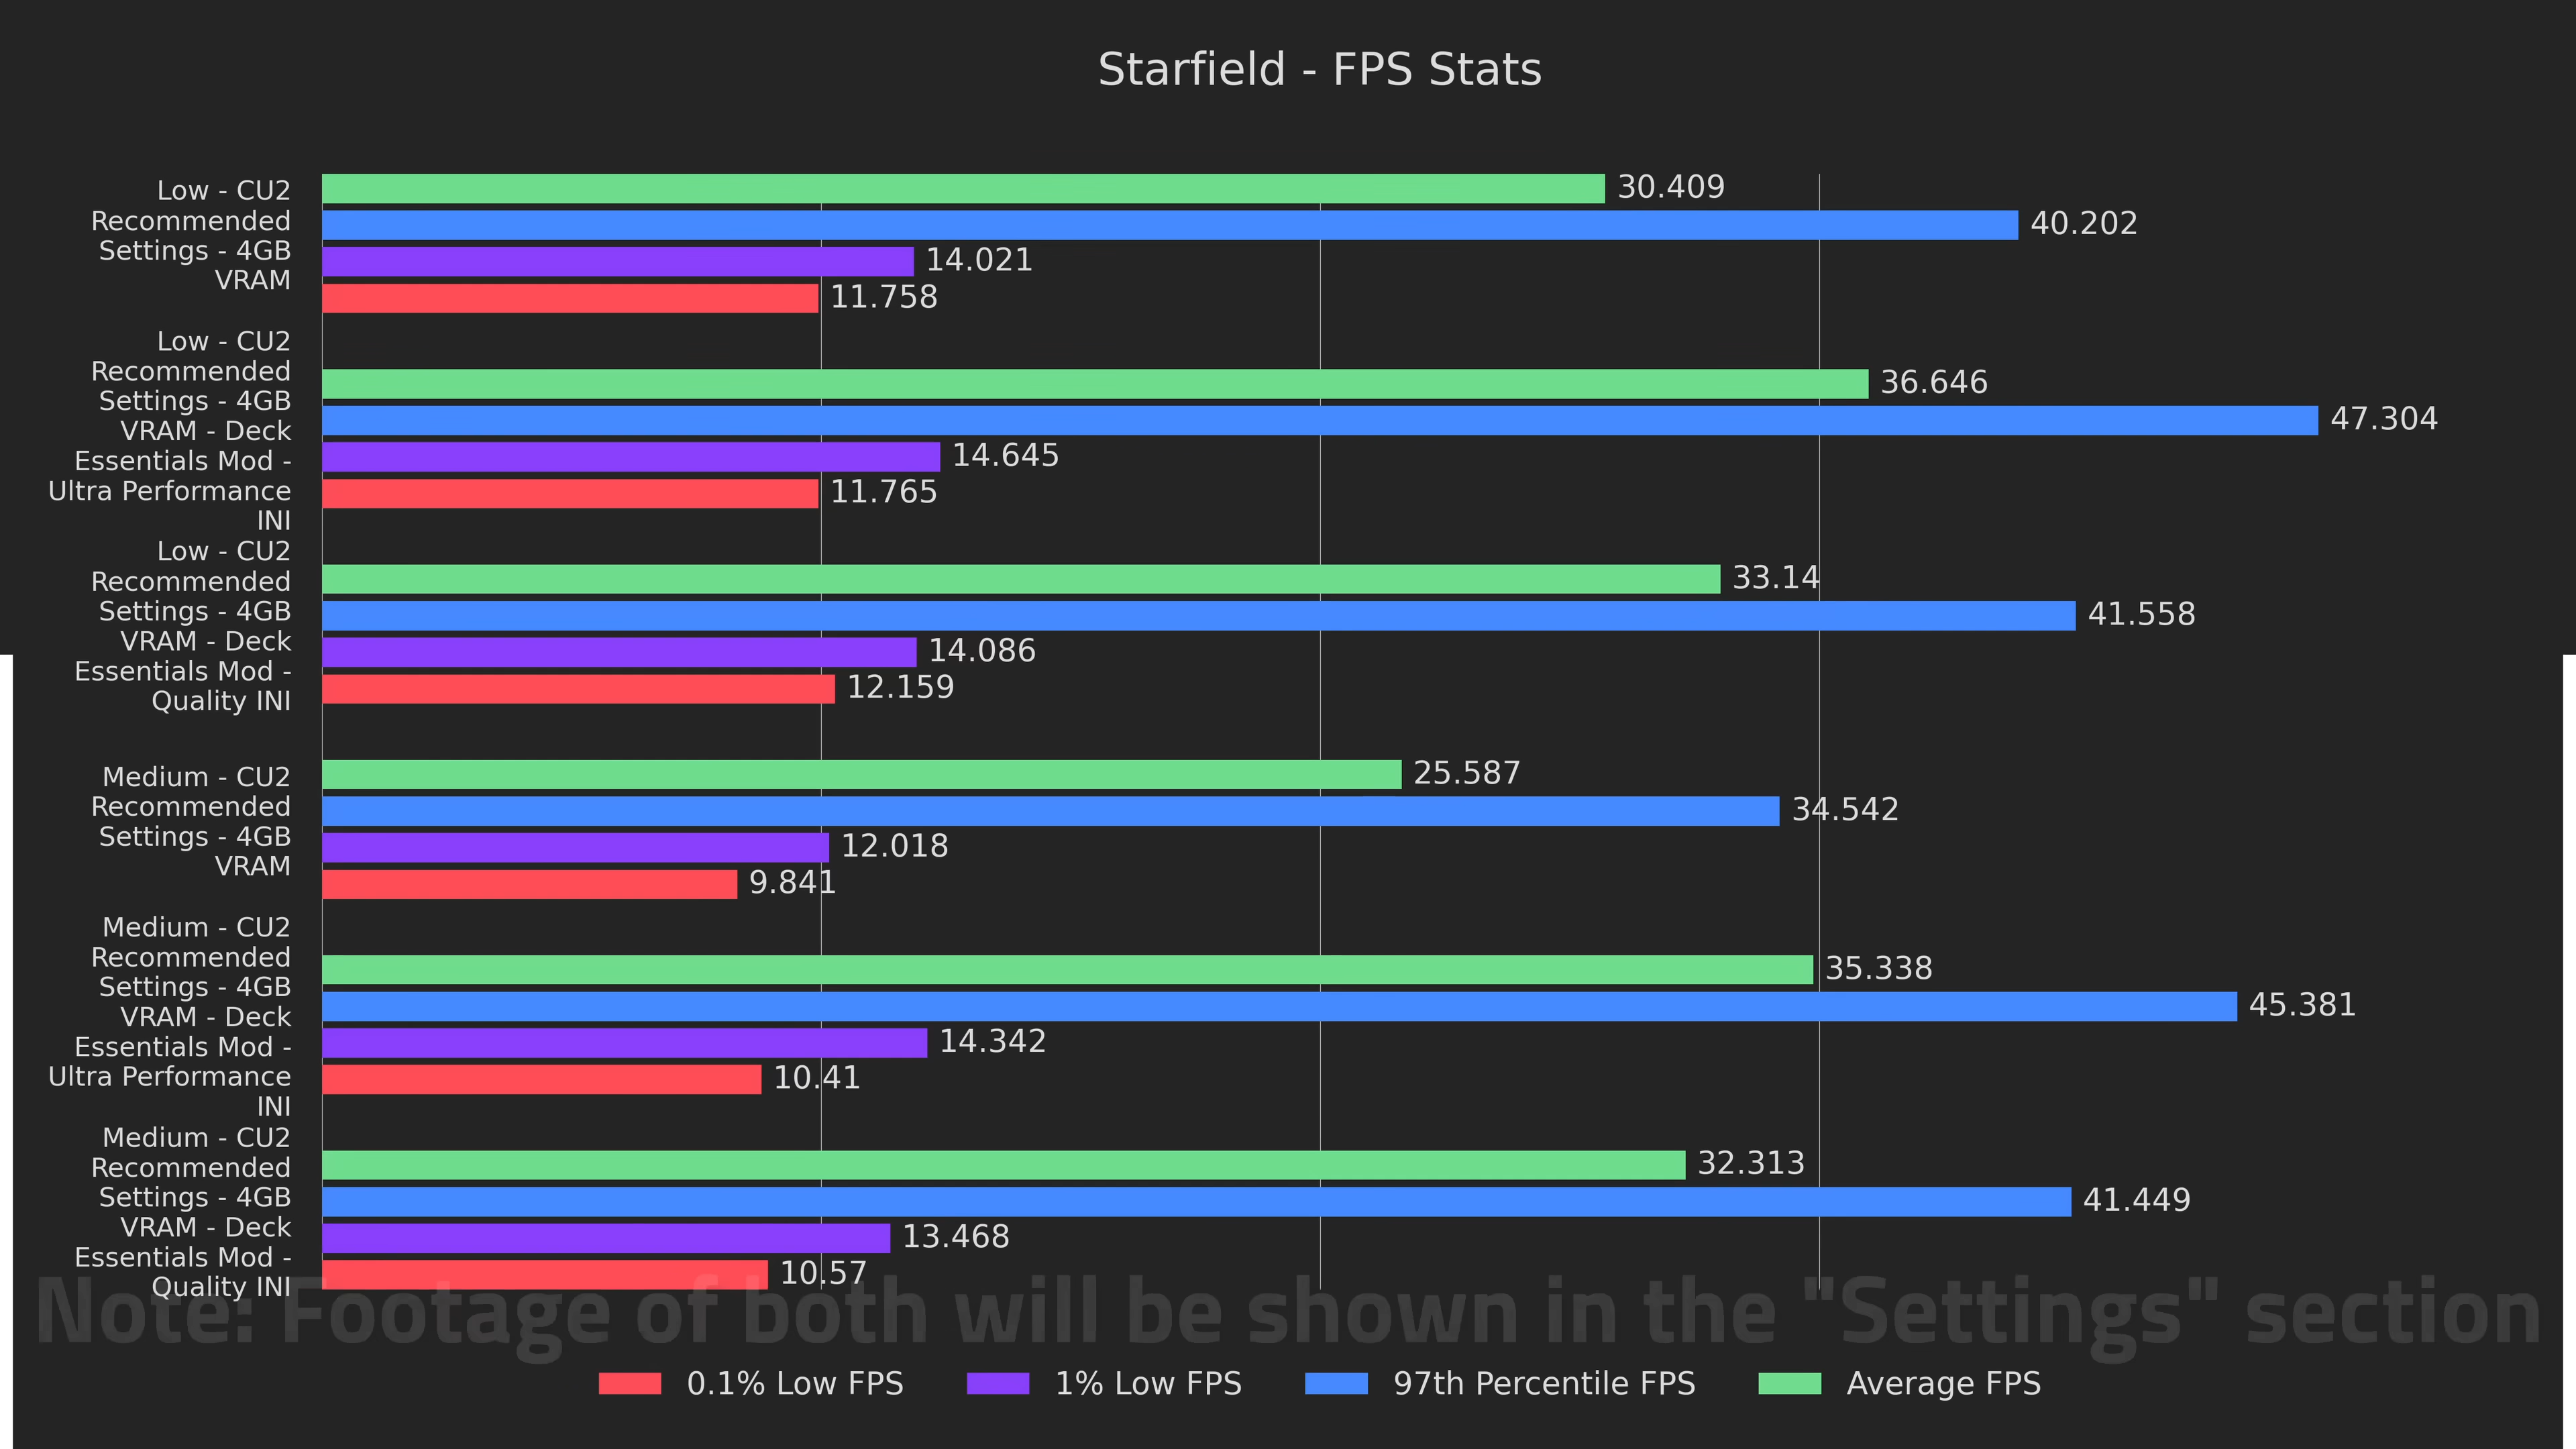 Starfield - FPS Stats
Low - CU2
Recommended
Settings - 4GB
VRAM
30.409
40.202
14.021
11.758
Low - CU2
Recommended
Settings - 4GB
VRAM - Deck
Essentials Mod -
Ultra Performance
INI
36.646
47.304
14.645
11.765
Low - CU2
Recommended
Settings - 4GB
VRAM - Deck
Essentials Mod -
Quality INI
33.14
41.558
14.086
12.159
Medium - CU2
Recommended
Settings - 4GB
VRAM
25.587
34.542
12.018
9.841
Medium - CU2
Recommended
Settings - 4GB
VRAM - Deck
Essentials Mod -
Ultra Performance
INI
35.338
45.381
14.342
10.41
Medium - CU2
Recommended
Settings - 4GB
VRAM - Deck
Essentials Mod -
Quality INI
32.313
41.449
13.468
10.57
Note: Footage of both will be shown in the "Settings" section
0.1% Low FPS
1% Low FPS
97th Percentile FPS
Average FPS